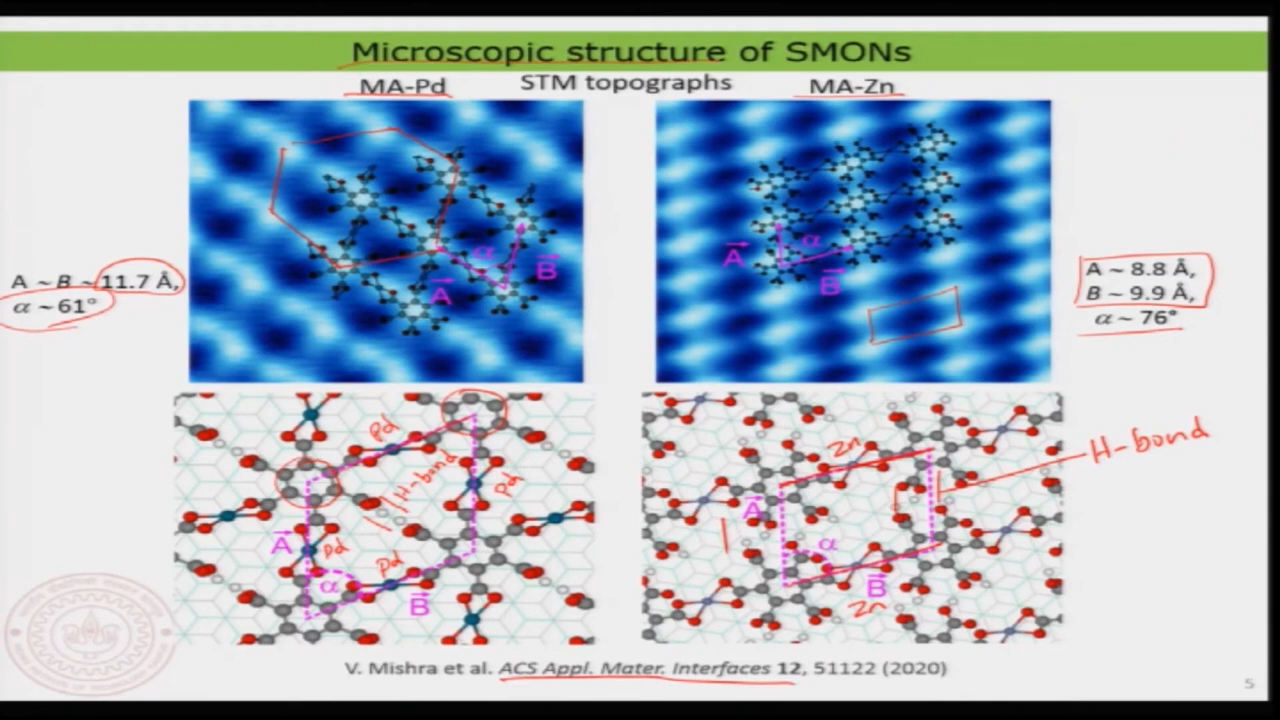 Microscopic structure of SMONs
MA-Pd
STM topographs
MA-Zn
A ~ B ~ 11.7 Å,
α ~ 61°
α
A
B
A
α
B
A ~ 8.8 Å,
B ~ 9.9 Å,
α ~ 76°
Pd
H-bond
Pd
A
Pd
Pd
α
B
Zn
H-bond
A
α
B
Zn
V. Mishra et al. ACS Appl. Mater. Interfaces 12, 51122 (2020)
5